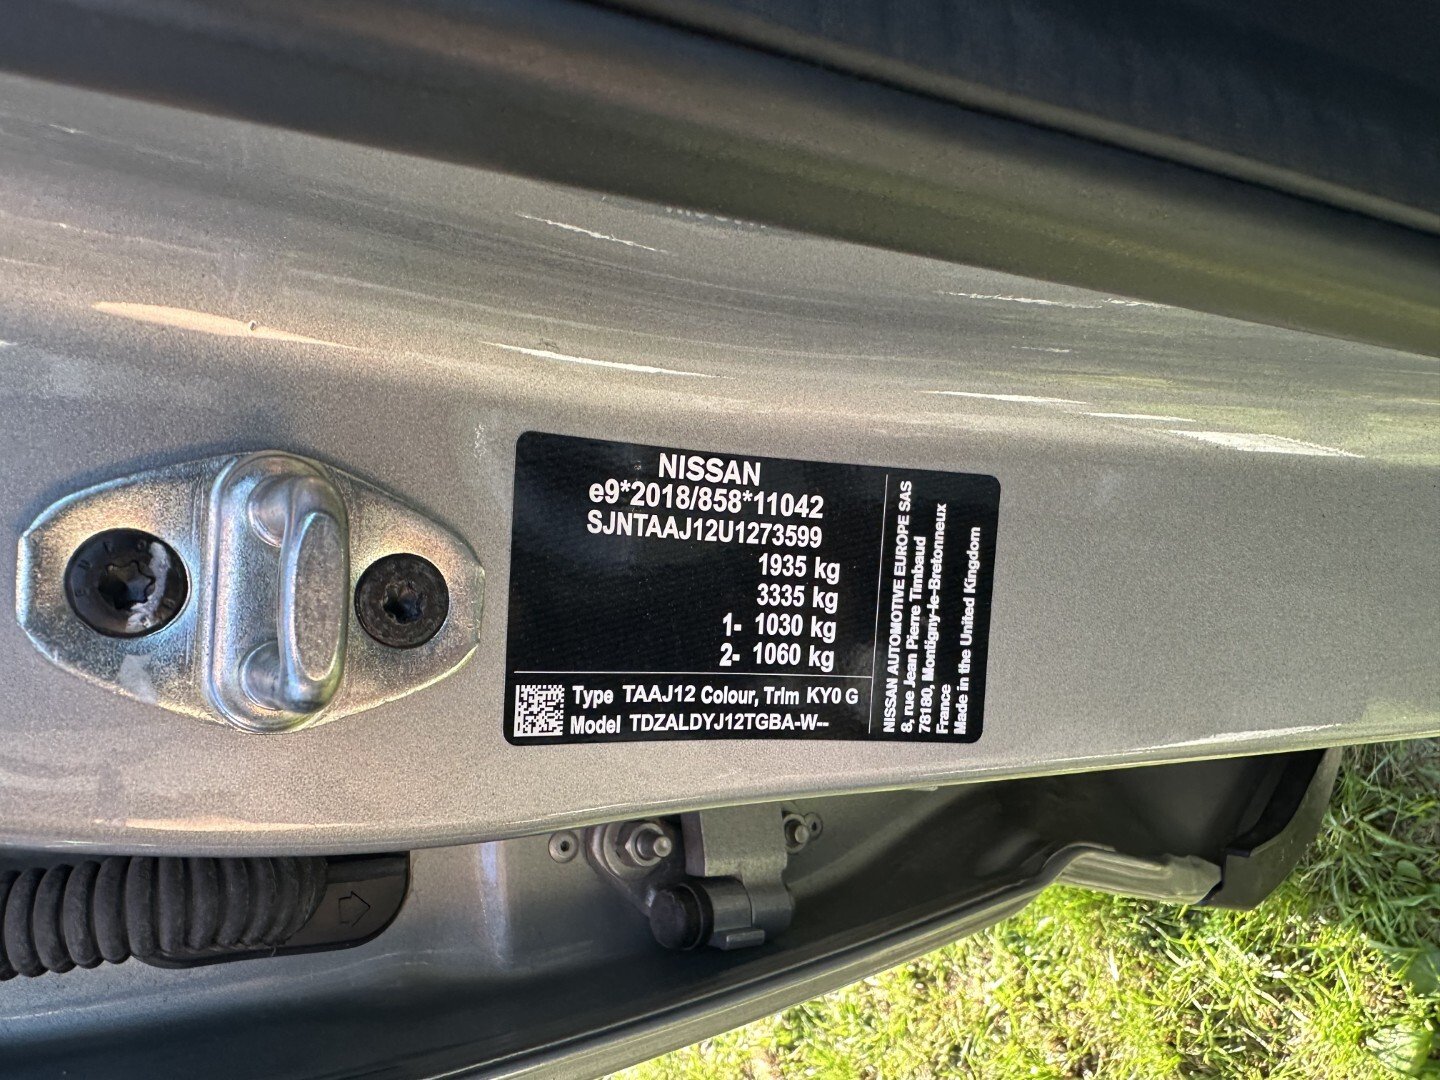 NISSAN
e9*2018/858*11042
SJNTAAJ12U1273599
1935 kg
3335 kg
1- 1030 kg
2- 1060 kg
Type TAAJ12 Colour, Trim KY0 G
Model TDZALDYJ12TGBA-W--
NISSAN AUTOMOTIVE EUROPE SAS
8, rue Jean Pierre Timbaud
78180, Montigny-le-Bretonneux
France
Made in the United Kingdom